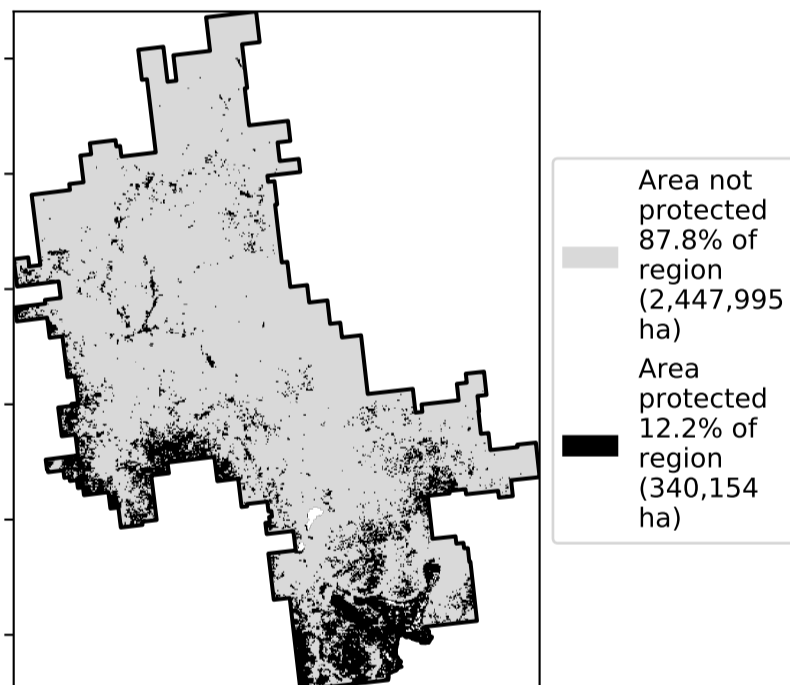 Area not
protected
87.8% of
region
(2,447,995
ha)
Area
protected
12.2% of
region
(340,154
ha)